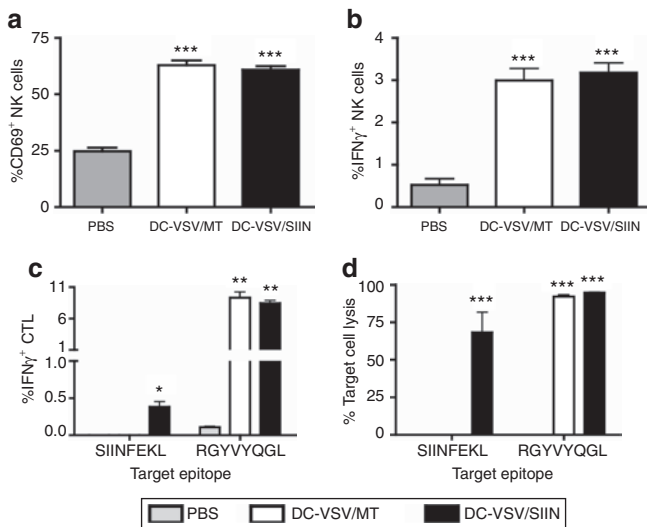 a
%CD69+ NK cells
75
50
25
0
***
***
PBS
DC-VSV/MT
DC-VSV/SIIN
b
%IFNγ+ NK cells
4
3
2
1
0
***
***
PBS
DC-VSV/MT
DC-VSV/SIIN
c
%IFNγ+ CTL
11
6
1
1.0
0.5
0.0
*
**
**
SIINFEKL
RGYVYQGL
Target epitope
d
% Target cell lysis
100
75
50
25
0
***
***
***
SIINFEKL
RGYVYQGL
Target epitope
PBS
DC-VSV/MT
DC-VSV/SIIN